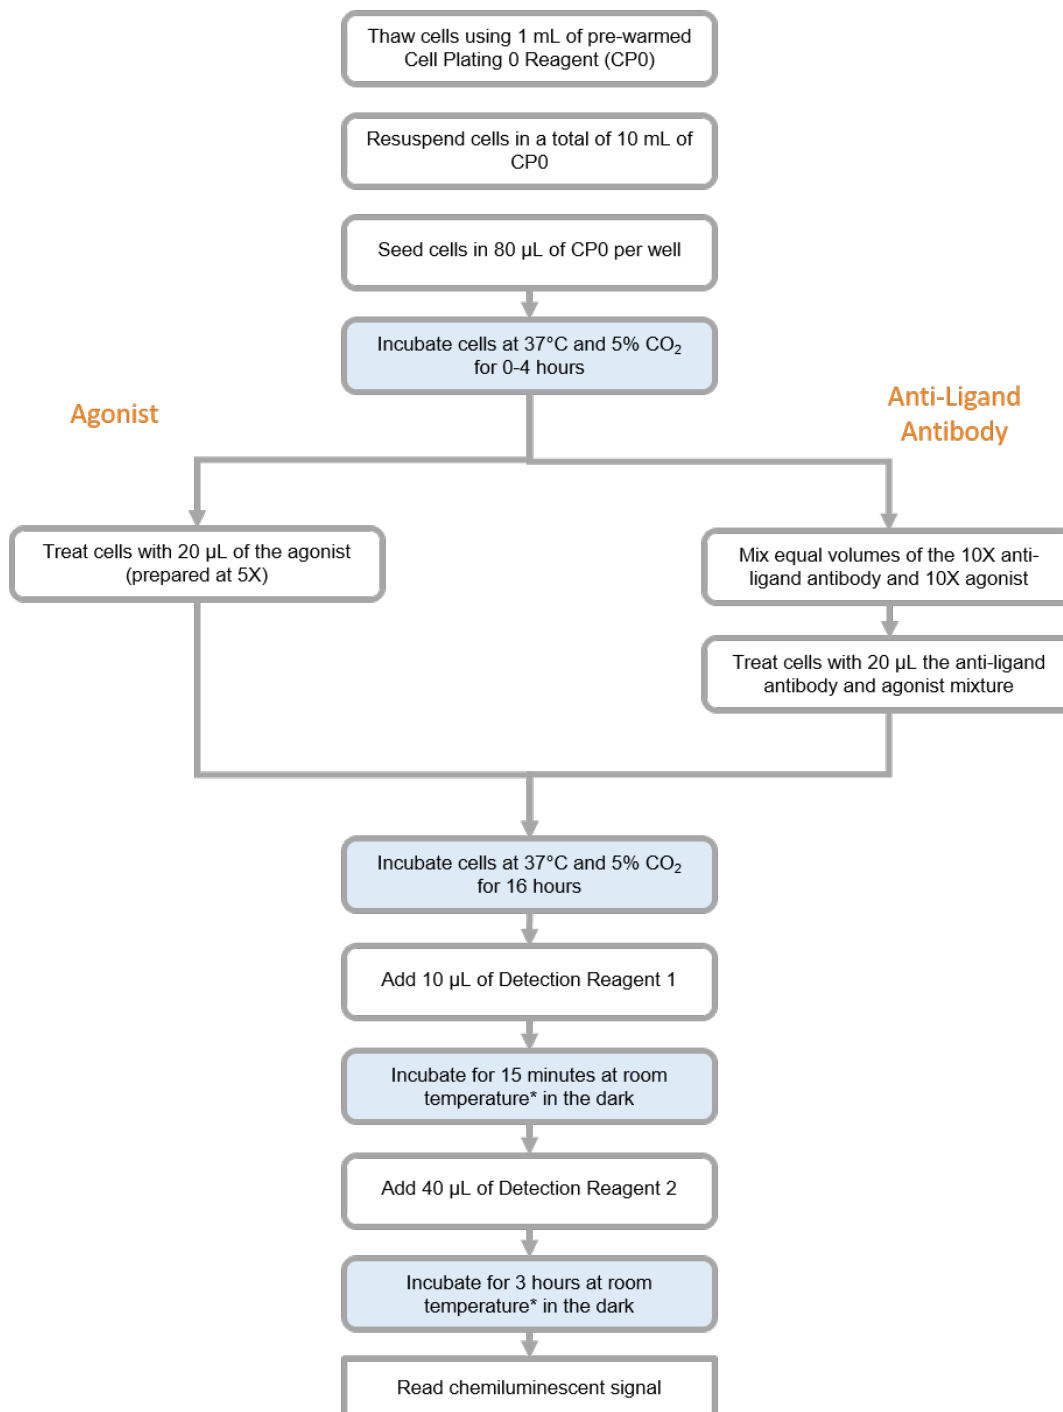 Thaw cells using 1 mL of pre-warmed
Cell Plating 0 Reagent (CP0)
Resuspend cells in a total of 10 mL of
CP0
Seed cells in 80 µL of CP0 per well
Incubate cells at 37°C and 5% CO₂
for 0-4 hours
Agonist
Anti-Ligand
Antibody
Treat cells with 20 µL of the agonist
(prepared at 5X)
Mix equal volumes of the 10X anti-
ligand antibody and 10X agonist
Treat cells with 20 µL the anti-ligand
antibody and agonist mixture
Incubate cells at 37°C and 5% CO₂
for 16 hours
Add 10 µL of Detection Reagent 1
Incubate for 15 minutes at room
temperature* in the dark
Add 40 µL of Detection Reagent 2
Incubate for 3 hours at room
temperature* in the dark
Read chemiluminescent signal